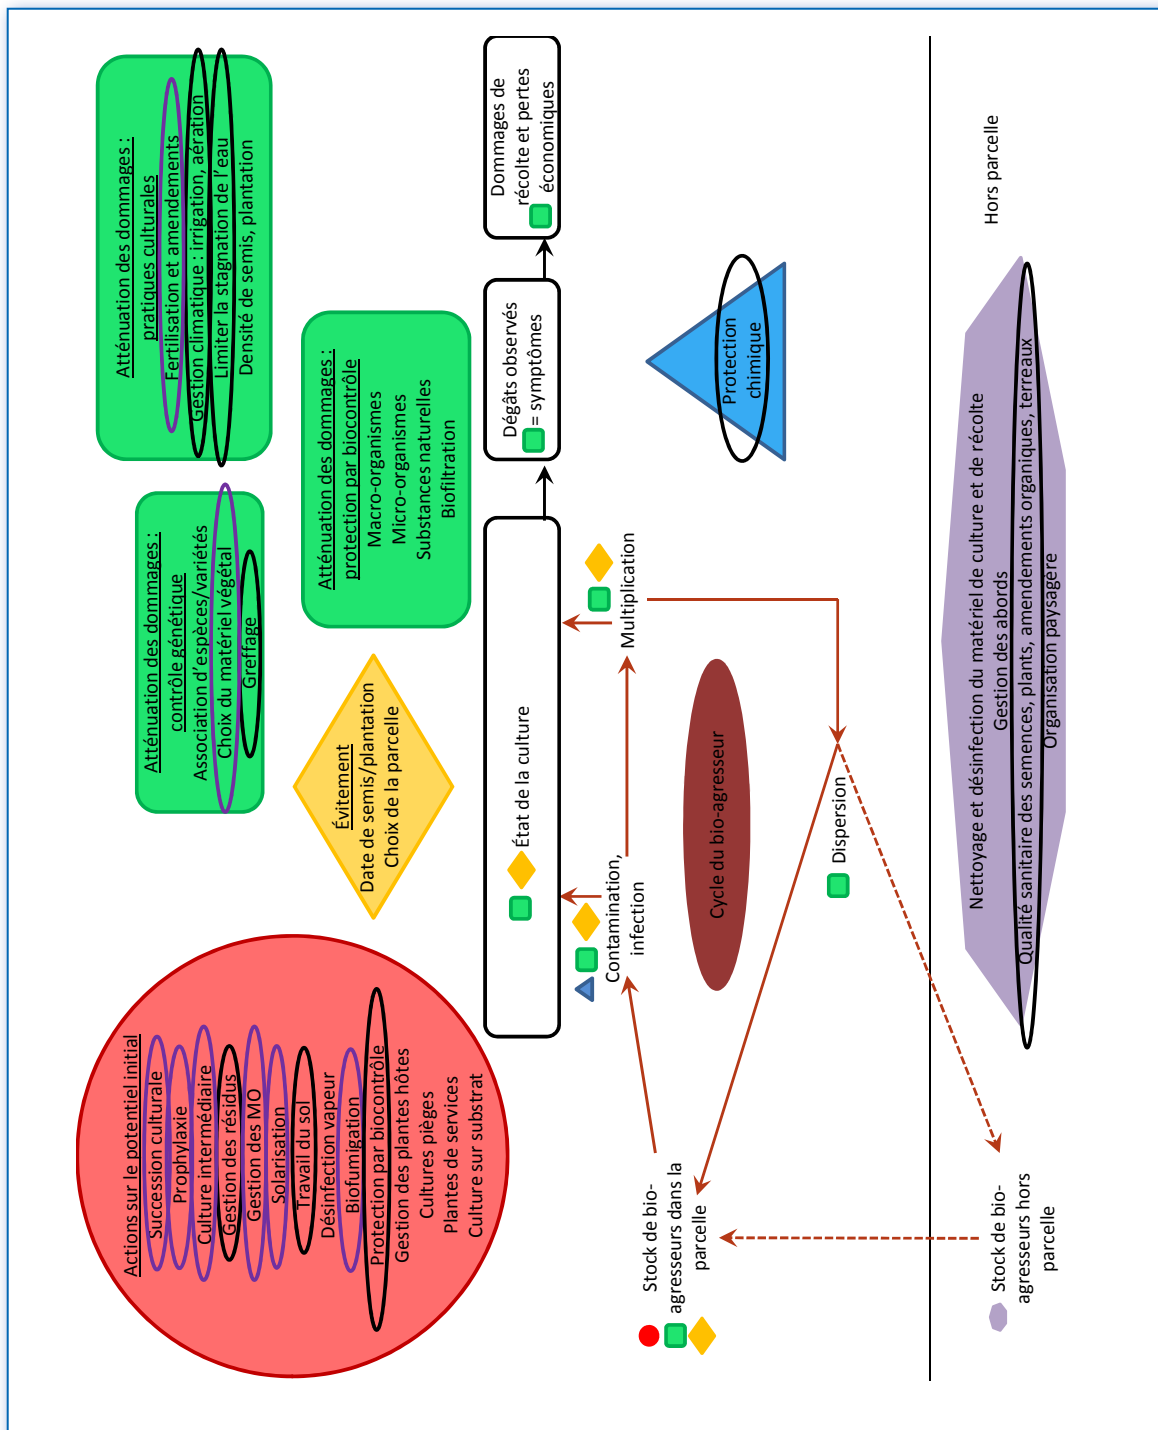 Actions sur le potentiel initial
Succession culturale
Prophylaxie
Culture intermédiaire
Gestion des résidus
Gestion des MO
Solarisation
Travail du sol
Désinfection vapeur
Biofumigation
Protection par biocontrôle
Gestion des plantes hôtes
Cultures pièges
Plantes de services
Culture sur substrat
Atténuation des dommages :
contrôle génétique
Association d'espèces/variétés
Choix du matériel végétal
Greffage
Atténuation des dommages :
pratiques culturales
Fertilisation et amendements
Gestion climatique : irrigation, aération
Limiter la stagnation de l'eau
Densité de semis, plantation
Évitement
Date de semis/plantation
Choix de la parcelle
Atténuation des dommages :
protection par biocontrôle
Macro-organismes
Micro-organismes
Substances naturelles
Biofiltration
État de la culture
Dégâts observés
= symptômes
Dommages de
récolte et pertes
économiques
Contamination,
infection
Multiplication
Cycle du bio-agresseur
Protection
chimique
Stock de bio-
agresseurs dans la
parcelle
Dispersion
Hors parcelle
Stock de bio-
agresseurs hors
parcelle
Nettoyage et désinfection du matériel de culture et de récolte
Gestion des abords
Qualité sanitaire des semences, plants, amendements organiques, terreaux
Organisation paysagère